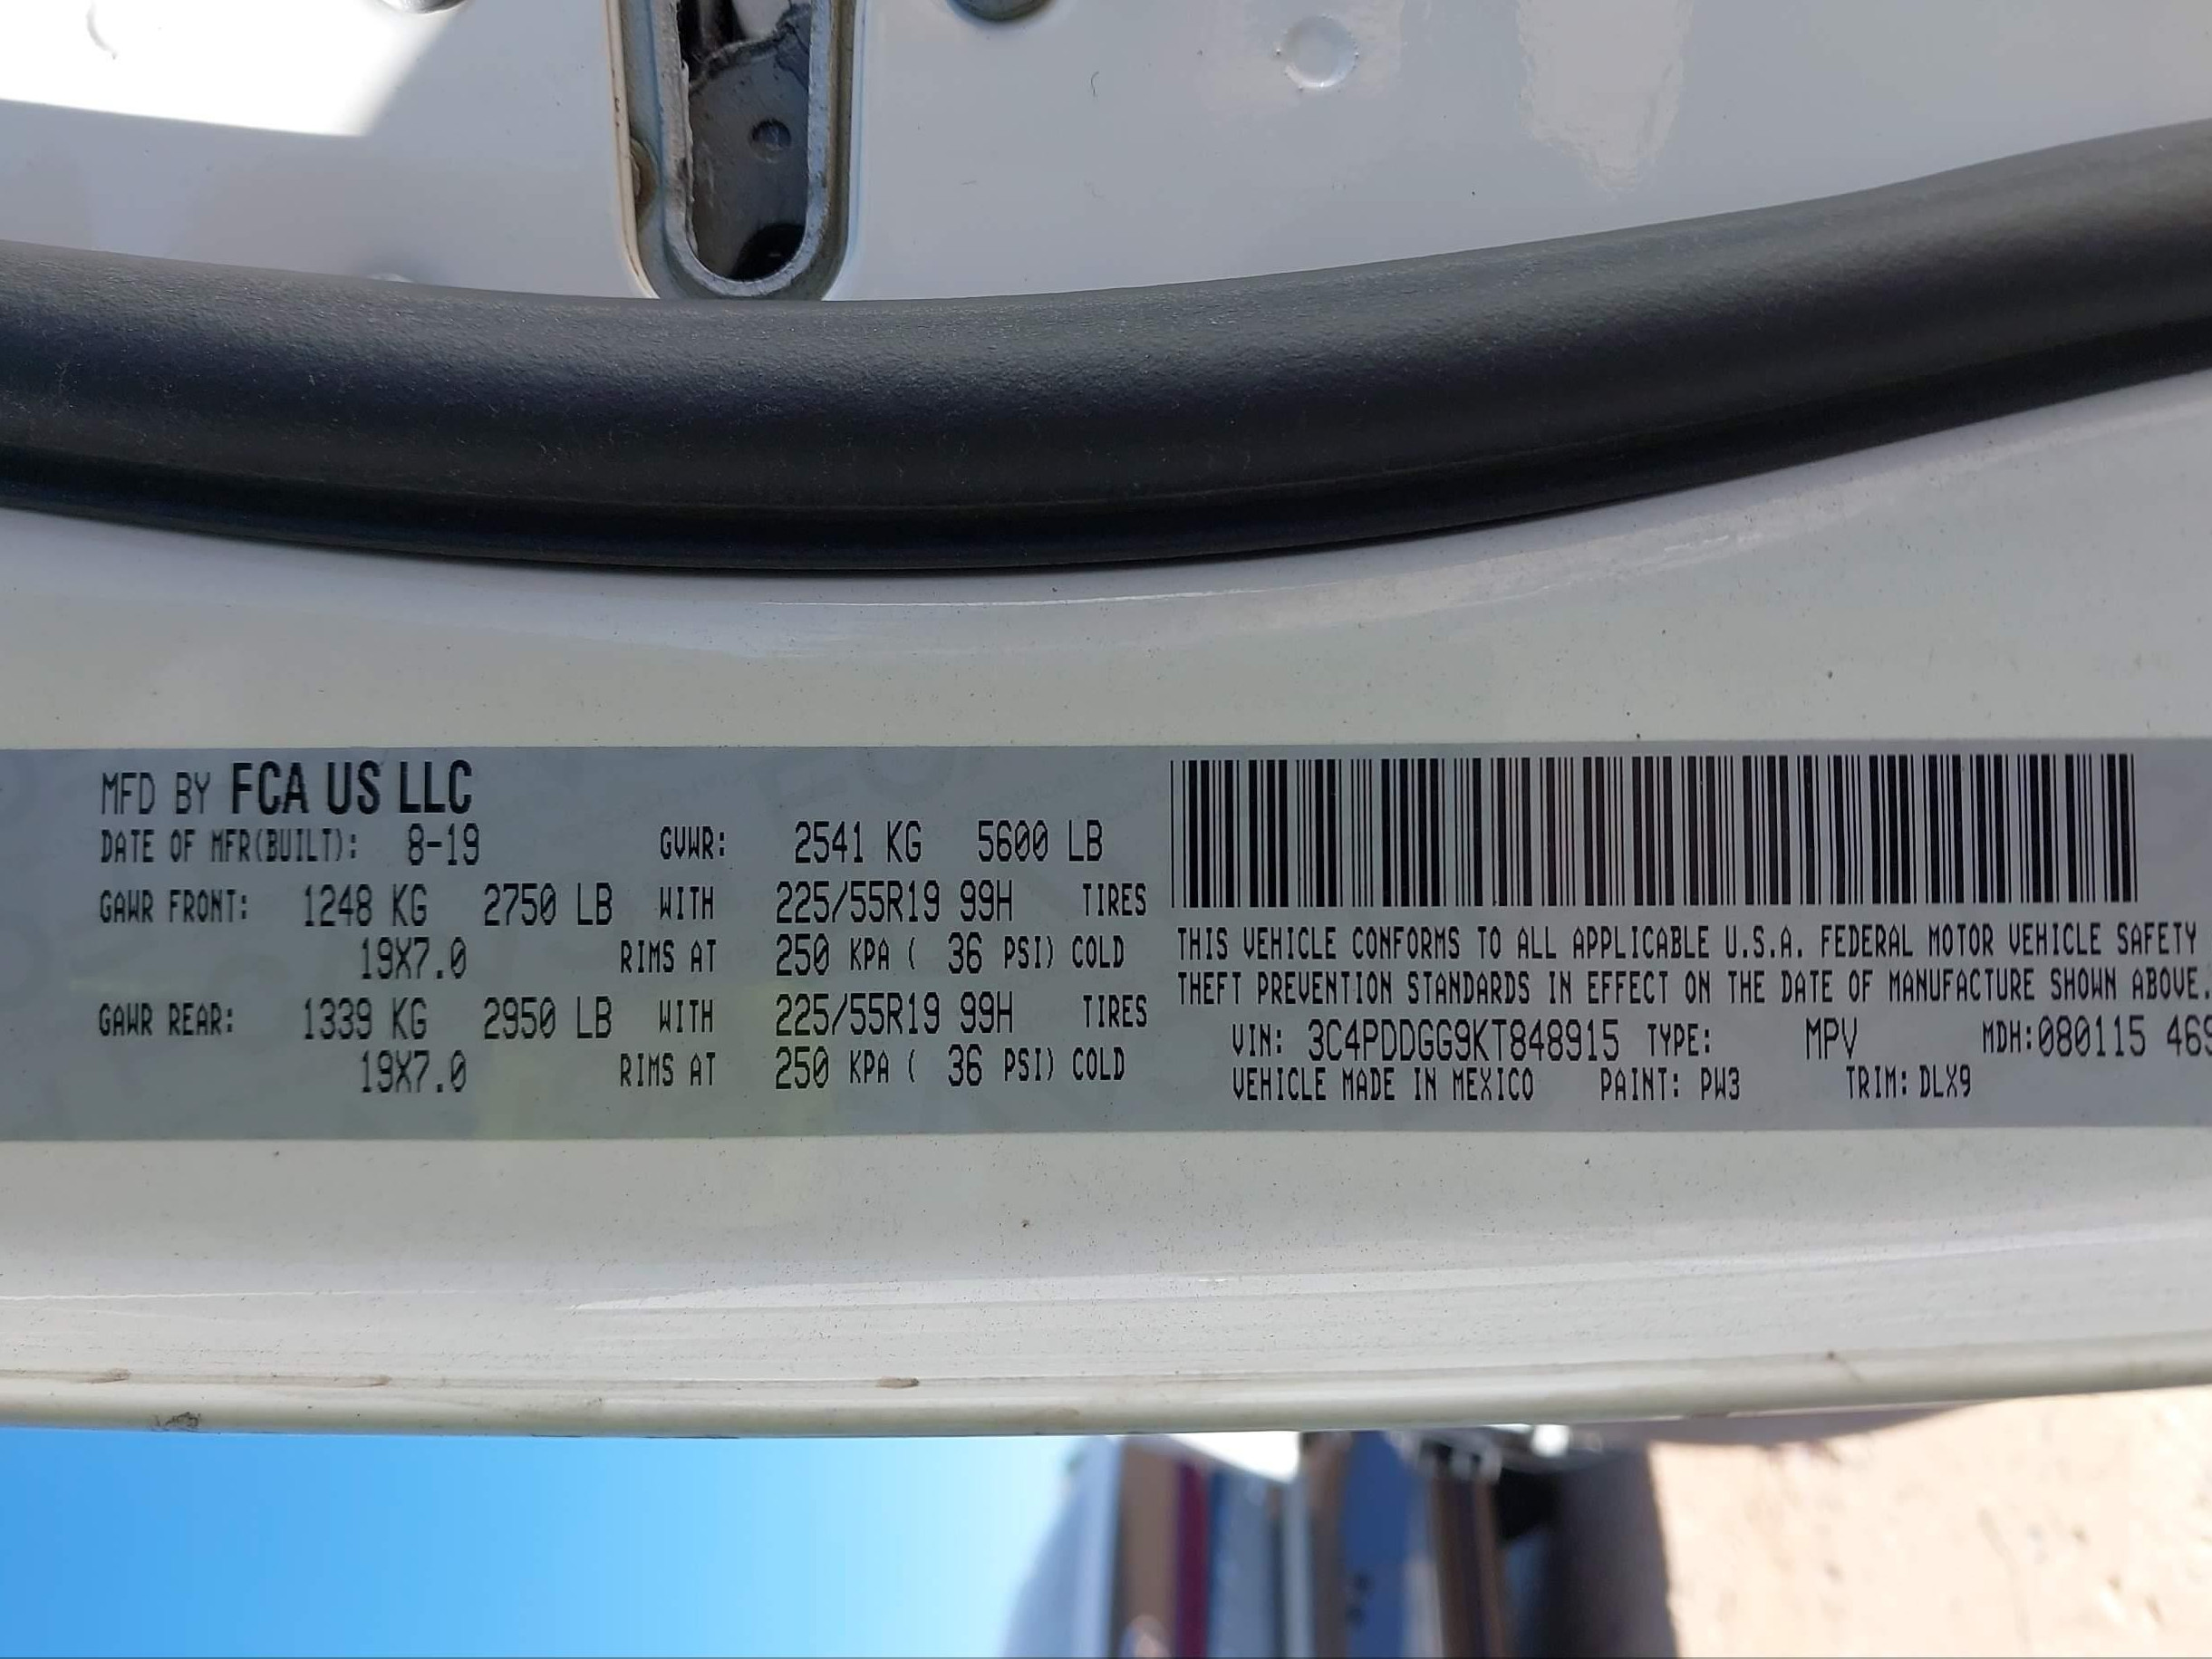 MFD BY FCA US LLC
DATE OF MFR(BUILT): 8-19 GVWR: 2541 KG 5600 LB
GAWR FRONT: 1248 KG 2750 LB WITH 225/55R19 99H TIRES
19X7.0 RIMS AT 250 KPA ( 36 PSI) COLD
GAWR REAR: 1339 KG 2950 LB WITH 225/55R19 99H TIRES
19X7.0 RIMS AT 250 KPA ( 36 PSI) COLD
THIS VEHICLE CONFORMS TO ALL APPLICABLE U.S.A. FEDERAL MOTOR VEHICLE SAFETY
THEFT PREVENTION STANDARDS IN EFFECT ON THE DATE OF MANUFACTURE SHOWN ABOVE.
VIN: 3C4PDDGG9KT848915 TYPE: MPV MDH:080115
VEHICLE MADE IN MEXICO PAINT: PW3 TRIM: DLX9